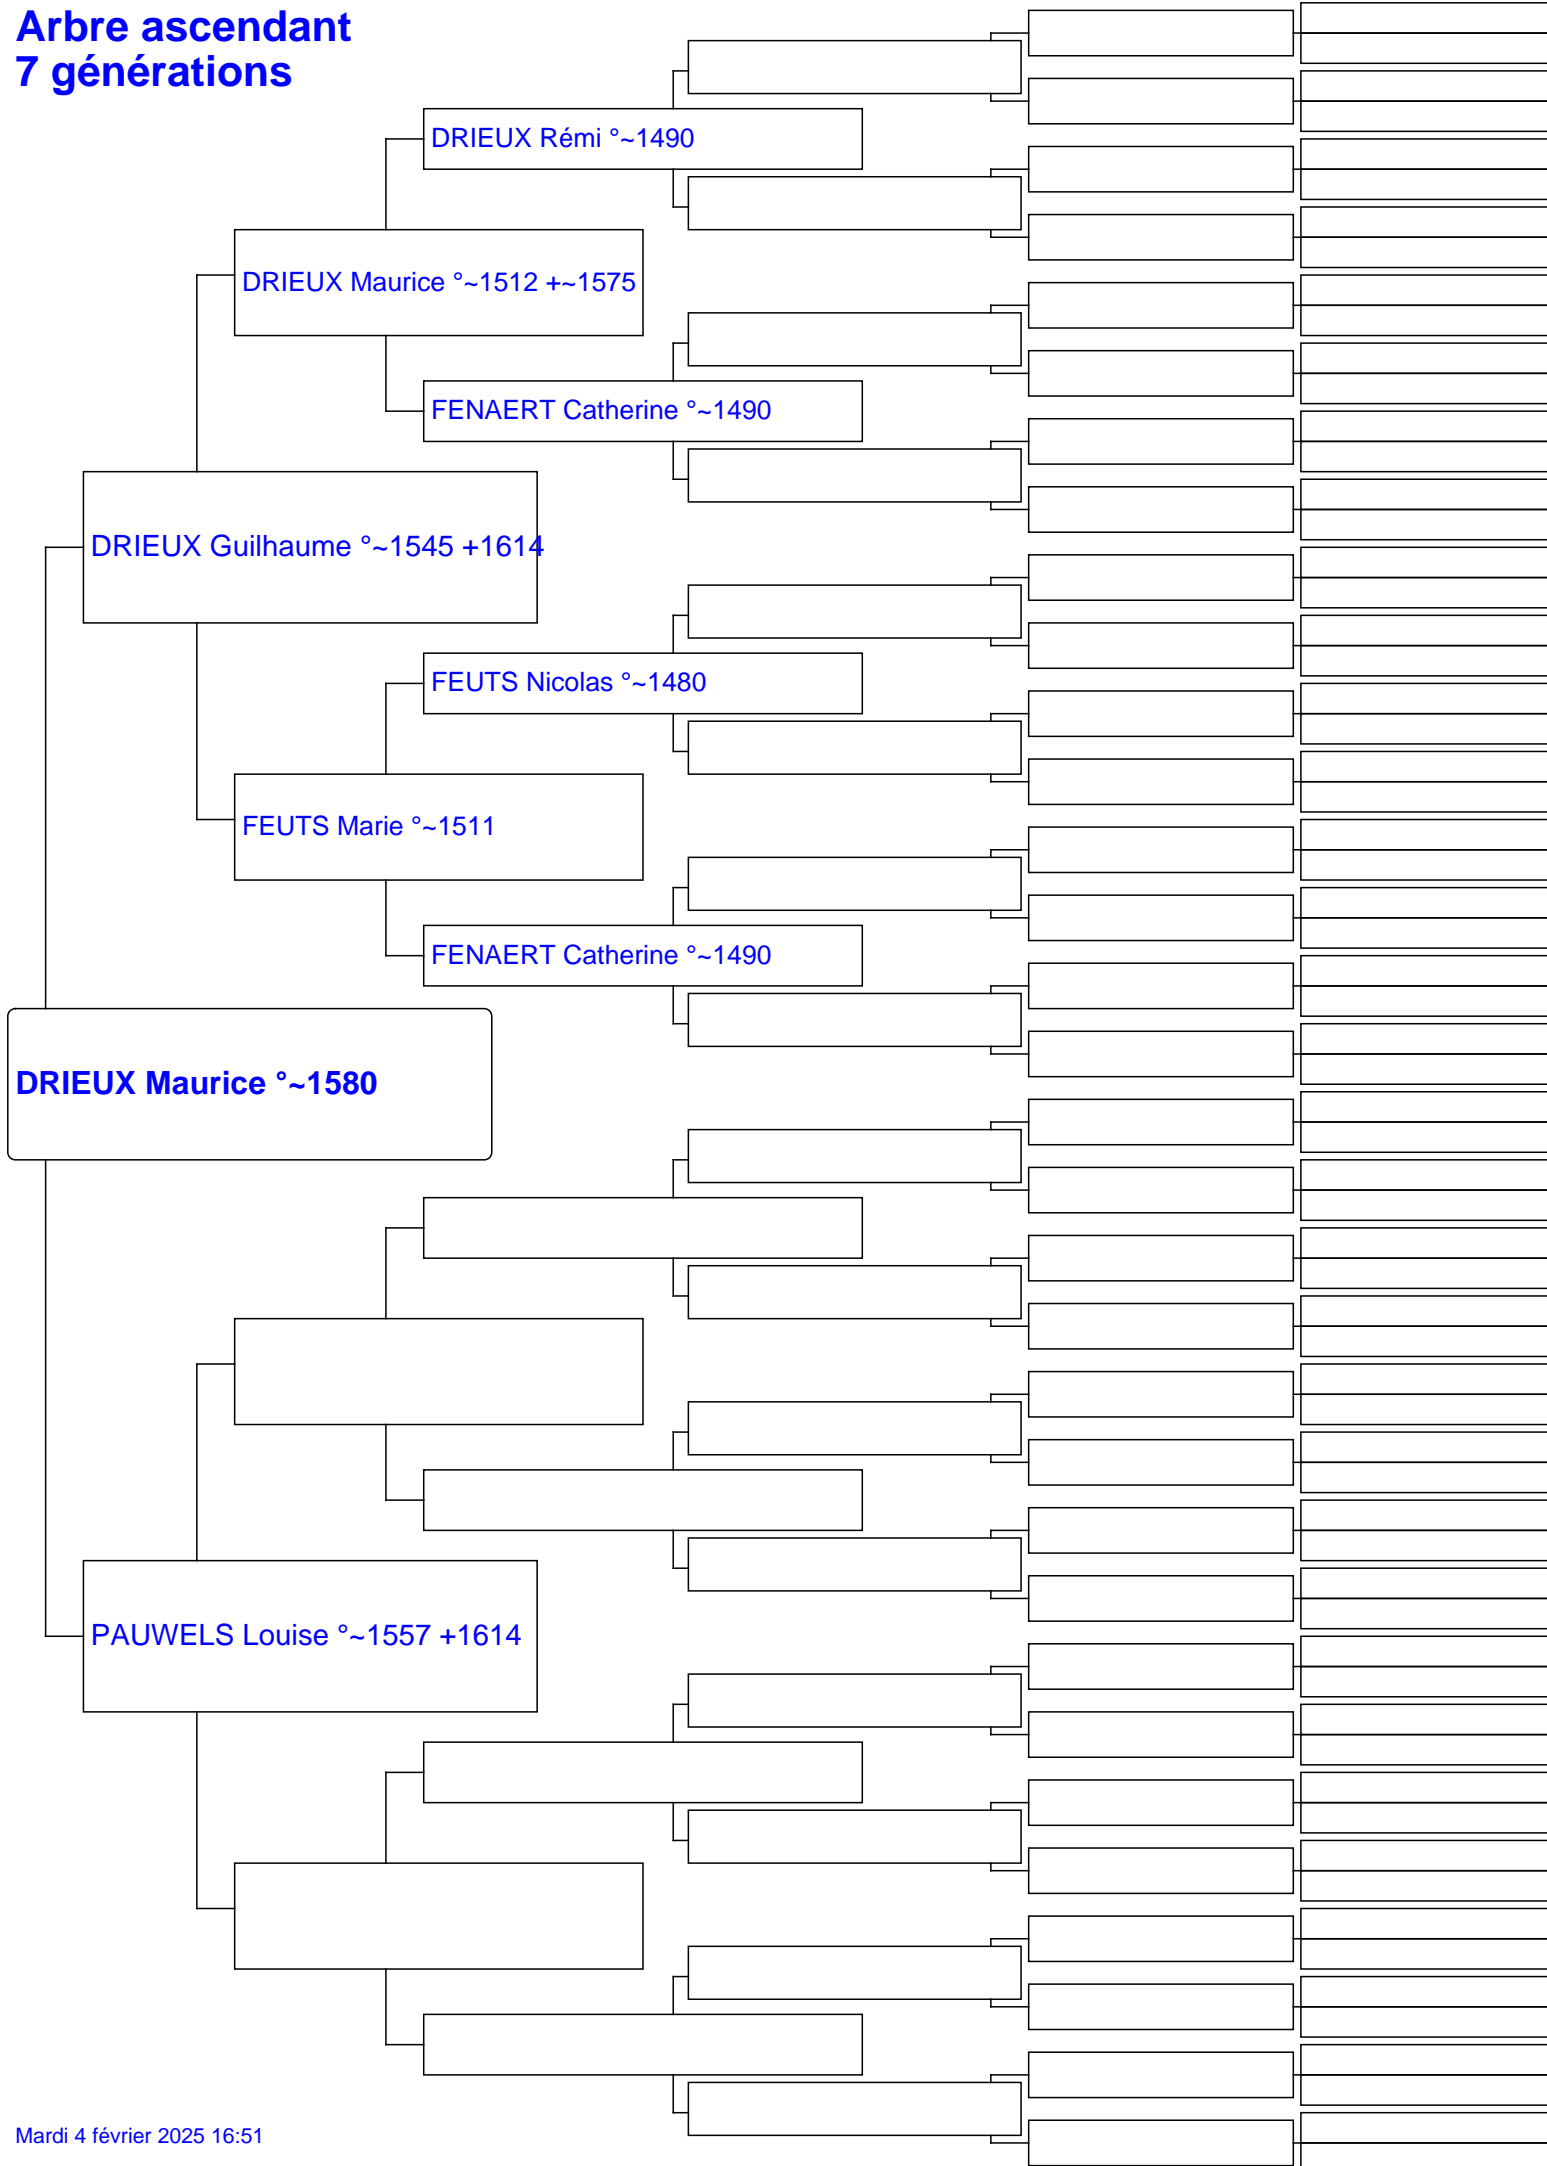 Arbre ascendant
7 générations
DRIEUX Rémi °~1490
DRIEUX Maurice °~1512 +~1575
FENAERT Catherine °~1490
DRIEUX Guilhaume °~1545 +1614
FEUTS Nicolas °~1480
FEUTS Marie °~1511
FENAERT Catherine °~1490
DRIEUX Maurice °~1580
PAUWELS Louise °~1557 +1614
Mardi 4 février 2025 16:51